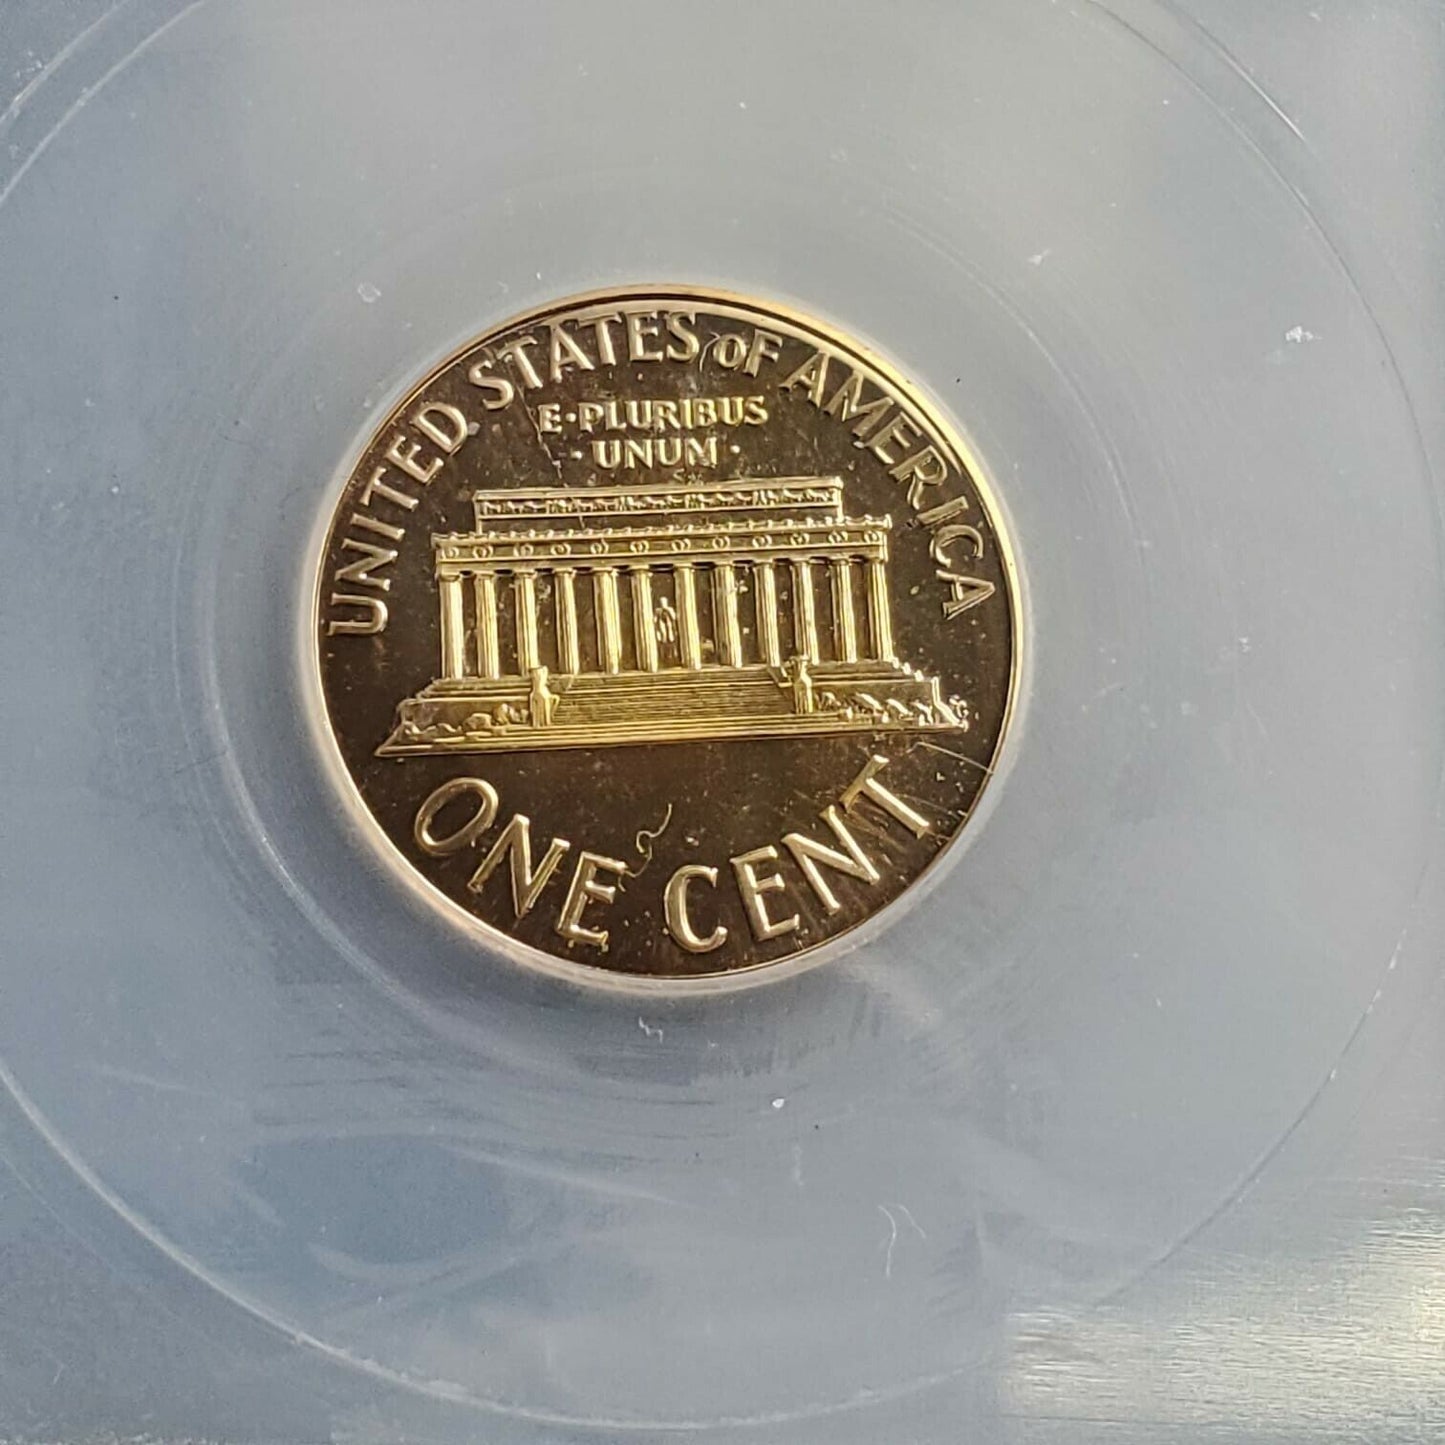 UNITED STATES OF AMERICA
E·PLURIBUS
·UNUM·
ONE CENT